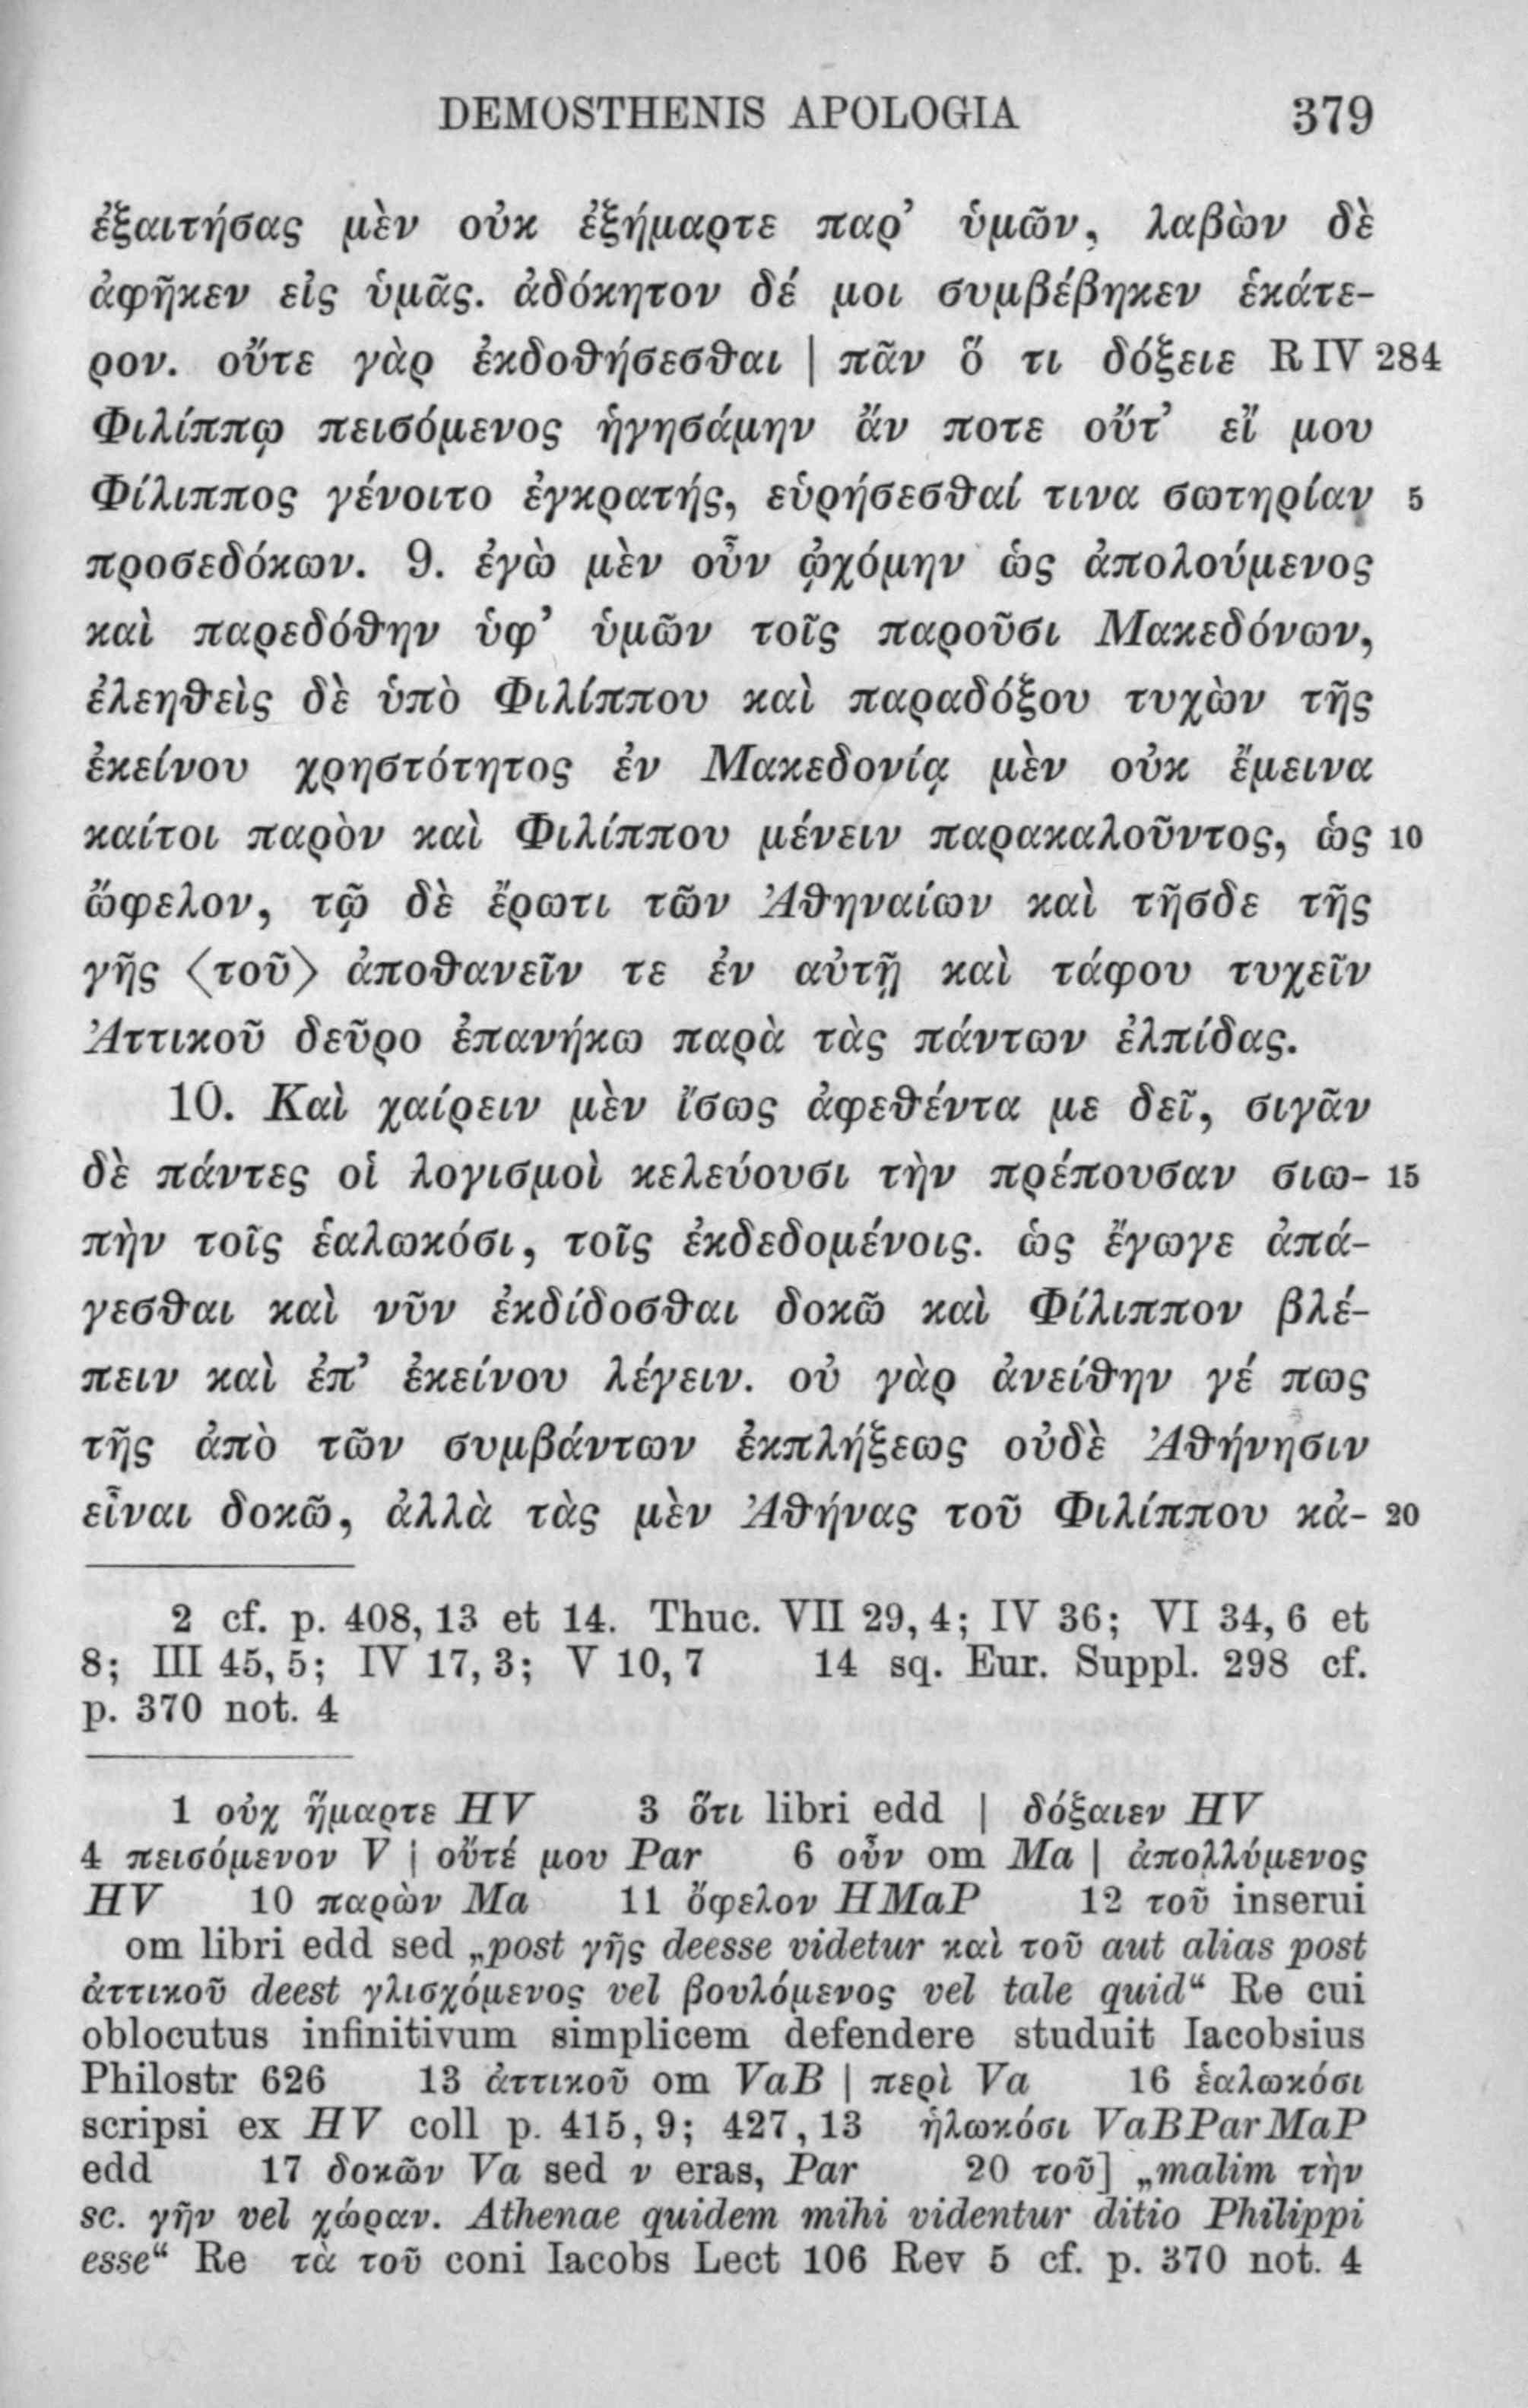 DEMOSTHENIS APOLOGIA 379
ἐξαιτήσας μὲν οὐκ ἐξήμαρτε παρ’ ὑμῶν, λαβὼν δὲ
ἀφῆκεν εἰς ὑμᾶς. ἀδόκητον δέ μοι συμβέβηκεν ἑκάτε-
ρον. οὔτε γὰρ ἐκδοθήσεσθαι | πᾶν ὅ τι δόξειε R IV 284
Φιλίππῳ πεισόμενος ἡγησάμην ἄν ποτε οὔτ’ εἴ μου
Φίλιππος γένοιτο ἐγκρατής, εὑρήσεσθαί τινα σωτηρίαν 5
προσεδόκων. 9. ἐγὼ μὲν οὖν ᾠχόμην ὡς ἀπολούμενος
καὶ παρεδόθην ὑφ’ ὑμῶν τοῖς παροῦσι Μακεδόνων,
ἐλεηθεὶς δὲ ὑπὸ Φιλίππου καὶ παραδόξου τυχὼν τῆς
ἐκείνου χρηστότητος ἐν Μακεδονίᾳ μὲν οὐκ ἔμεινα
καίτοι παρὸν καὶ Φιλίππου μένειν παρακαλοῦντος, ὡς 10
ὤφελον, τῷ δὲ ἔρωτι τῶν Ἀθηναίων καὶ τῆσδε τῆς
γῆς ⟨τοῦ⟩ ἀποθανεῖν τε ἐν αὐτῇ καὶ τάφου τυχεῖν
Ἀττικοῦ δεῦρο ἐπανήκω παρὰ τὰς πάντων ἐλπίδας.
10. Καὶ χαίρειν μὲν ἴσως ἀφεθέντα με δεῖ, σιγᾶν
δὲ πάντες οἱ λογισμοὶ κελεύουσι τὴν πρέπουσαν σιω- 15
πὴν τοῖς ἑαλωκόσι, τοῖς ἐκδεδομένοις. ὡς ἔγωγε ἀπά-
γεσθαι καὶ νῦν ἐκδίδοσθαι δοκῶ καὶ Φίλιππον βλέ-
πειν καὶ ἐπ’ ἐκείνου λέγειν. οὐ γὰρ ἀνείθην γέ πως
τῆς ἀπὸ τῶν συμβάντων ἐκπλήξεως οὐδὲ Ἀθήνησιν
εἶναι δοκῶ, ἀλλὰ τὰς μὲν Ἀθήνας τοῦ Φιλίππου κἀ- 20
2 cf. p. 408, 13 et 14. Thuc. VII 29, 4; IV 36; VI 34, 6 et
8; III 45, 5; IV 17, 3; V 10, 7 14 sq. Eur. Suppl. 298 cf.
p. 370 not. 4
1 οὐχ ἥμαρτε HV 3 ὅτι libri edd | δόξαιεν HV
4 πεισόμενον V | οὔτέ μου Par 6 οὖν om Ma | ἀπολλύμενος
HV 10 παρὼν Ma 11 ὄφελον HMaP 12 τοῦ inserui
om libri edd sed „post γῆς deesse videtur καὶ τοῦ aut alias post
ἀττικοῦ deest γλισχόμενος vel βουλόμενος vel tale quid“ Re cui
oblocutus infinitivum simplicem defendere studuit Iacobsius
Philostr 626 13 ἀττικοῦ om VaB | περὶ Va 16 ἑαλωκόσι
scripsi ex HV coll p. 415, 9; 427, 13 ἡλωκόσι VaBParMaP
edd 17 δοκῶν Va sed ν eras, Par 20 τοῦ] „malim τὴν
sc. γῆν vel χώραν. Athenae quidem mihi videntur ditio Philippi
esse“ Re τὰ τοῦ coni Iacobs Lect 106 Rev 5 cf. p. 370 not. 4